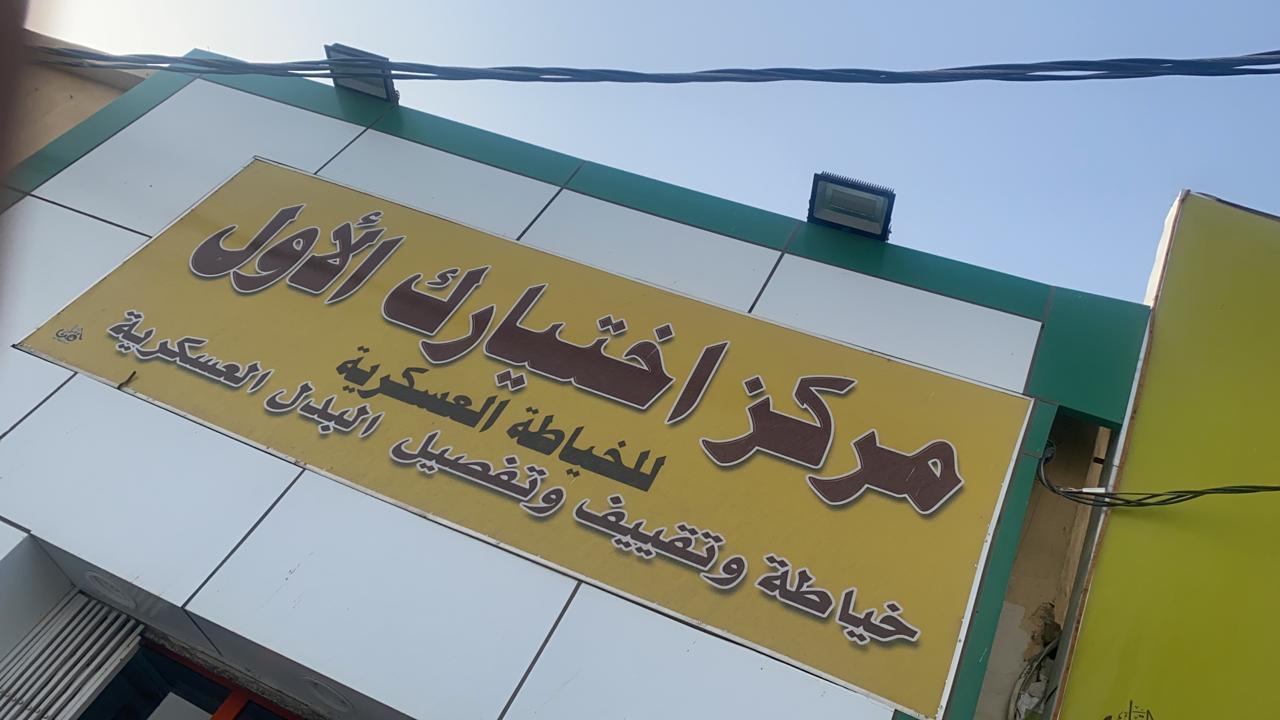 مركز اختيارك الأول
للخياطة العسكرية
خياطة وتقييف وتفصيل البدل العسكرية